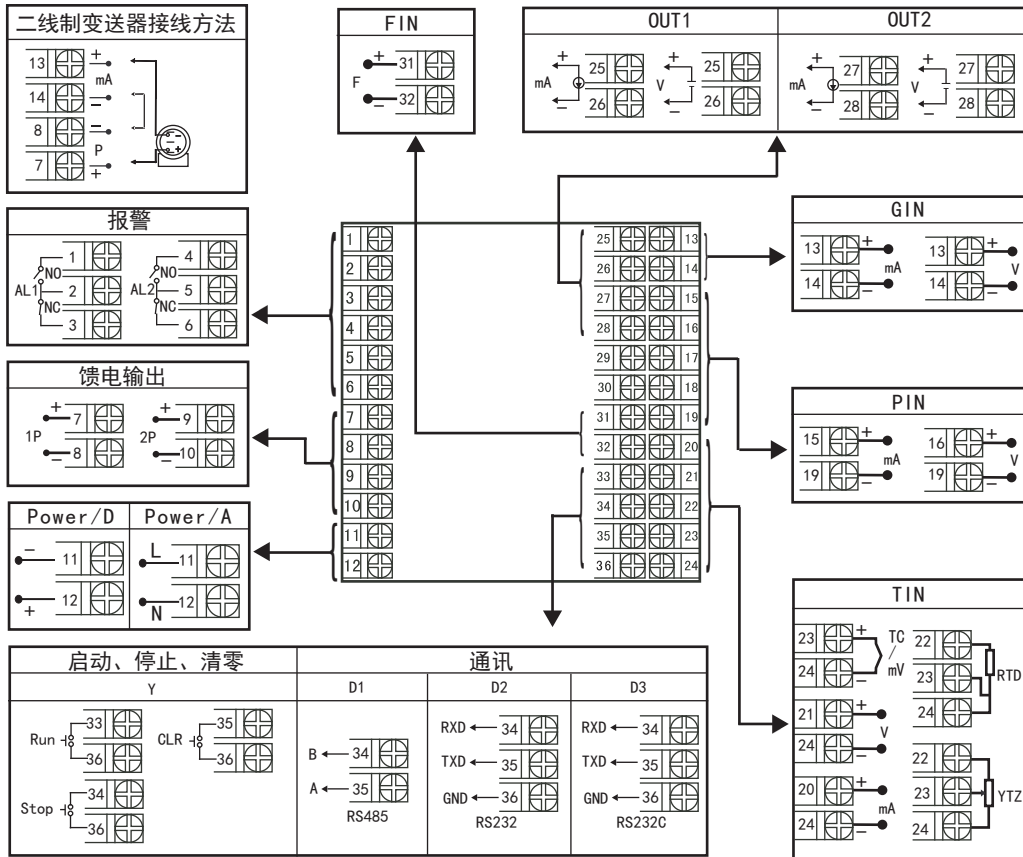 二线制变送器接线方法
13 + mA
14 −
8 − P
7 +
FIN
F + 31
− 32
OUT1 OUT2
mA + − 25 26
V + − 25 26
mA + − 27 28
V + − 27 28
报警
AL1 NO NC 1 2 3
AL2 NO NC 4 5 6
馈电输出
1P + 7 − 8
2P + 9 − 10
Power/D Power/A
− 11 L 11
+ 12 N 12
1 25 13
2 26 14
3 27 15
4 28 16
5 29 17
6 30 18
7 31 19
8 32 20
9 33 21
10 34 22
11 35 23
12 36 24
GIN
13 + mA 13 + V
14 − 14 −
PIN
15 + mA 16 + V
19 − 19 −
TIN
23 + TC / mV
24 −
22 RTD
23
24
21 + V
24 −
20 + mA
24 −
22 YTZ
23
24
启动、停止、清零 通讯
Y D1 D2 D3
Run 33 36
CLR 35 36
Stop 34 36
B 34
A 35
RS485
RXD 34
TXD 35
GND 36
RS232
RXD 34
TXD 35
GND 36
RS232C